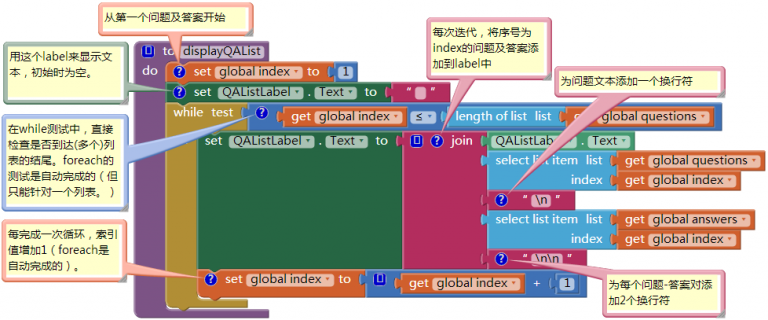 从第一个问题及答案开始
用这个label来显示文
本，初始时为空。
每次迭代，将序号为
index的问题及答案添
加到label中
为问题文本添加一个换行符
to displayQAList
do
set global index to 1
set QAListLabel . Text to " "
while test
get global index ≤ length of list list get global questions
在while测试中，直接
检查是否到达(多个)列
表的结尾。foreach的
测试是自动完成的（但
只能针对一个列表。）
set QAListLabel . Text to
join QAListLabel . Text
select list item list get global questions
index get global index
" \n "
select list item list get global answers
index get global index
" \n\n "
每完成一次循环，索引
值增加1（foreach是
自动完成的）。
set global index to get global index + 1
为每个问题-答案对添
加2个换行符